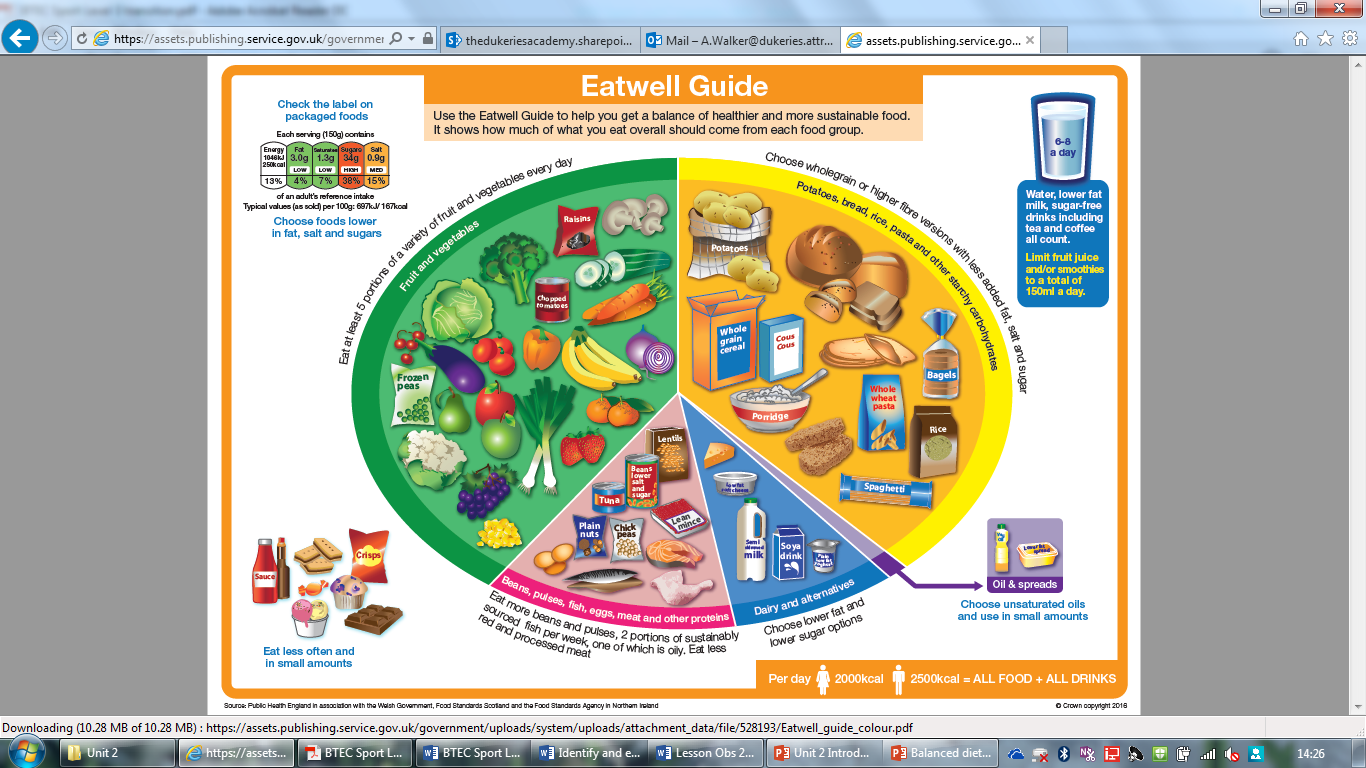 https://assets.publishing.service.gov.uk/governmer
thedukeriesacademy.sharepoi...
Mail – A.Walker@dukeries.attr...
assets.publishing.service.go...
Eatwell Guide
Use the Eatwell Guide to help you get a balance of healthier and more sustainable food.
It shows how much of what you eat overall should come from each food group.
Check the label on
packaged foods
Each serving (150g) contains
Energy
1046kJ
250kcal
13%
Fat
3.0g
LOW
4%
Saturates
1.3g
LOW
7%
Sugars
34g
HIGH
38%
Salt
0.9g
MED
15%
of an adult's reference intake
Typical values (as sold) per 100g: 697kJ/ 167kcal
Choose foods lower
in fat, salt and sugars
6-8
a day
Water, lower fat
milk, sugar-free
drinks including
tea and coffee
all count.
Limit fruit juice
and/or smoothies
to a total of
150ml a day.
Eat at least 5 portions of a variety of fruit and vegetables every day
Fruit and vegetables
Raisins
Chopped
tomatoes
Frozen
peas
Choose wholegrain or higher fibre versions with less added fat, salt and sugar
Potatoes, bread, rice, pasta and other starchy carbohydrates
Potatoes
Whole
grain
cereal
Cous
Cous
Bagels
Porridge
Whole
wheat
pasta
Rice
Spaghetti
Lentils
Beans
lower
salt
and
sugar
Tuna
Lean
mince
Plain
nuts
Chick
peas
Beans, pulses, fish, eggs, meat and other proteins
Eat more beans and pulses, 2 portions of sustainably
sourced fish per week, one of which is oily. Eat less
red and processed meat
Semi
skimmed
milk
Soya
drink
Dairy and alternatives
Choose lower fat and
lower sugar options
Oil & spreads
Choose unsaturated oils
and use in small amounts
Sauce
Crisps
Eat less often and
in small amounts
Per day 2000kcal 2500kcal = ALL FOOD + ALL DRINKS
Source: Public Health England in association with the Welsh Government, Food Standards Scotland and the Food Standards Agency in Northern Ireland
© Crown copyright 2016
Downloading (10.28 MB of 10.28 MB) : https://assets.publishing.service.gov.uk/government/uploads/system/uploads/attachment_data/file/528193/Eatwell_guide_colour.pdf
Unit 2
https://assets...
BTEC Sport L...
BTEC Sport L...
Identify and e...
Lesson Obs 2...
Unit 2 Introd...
Balanced diet...
14:26